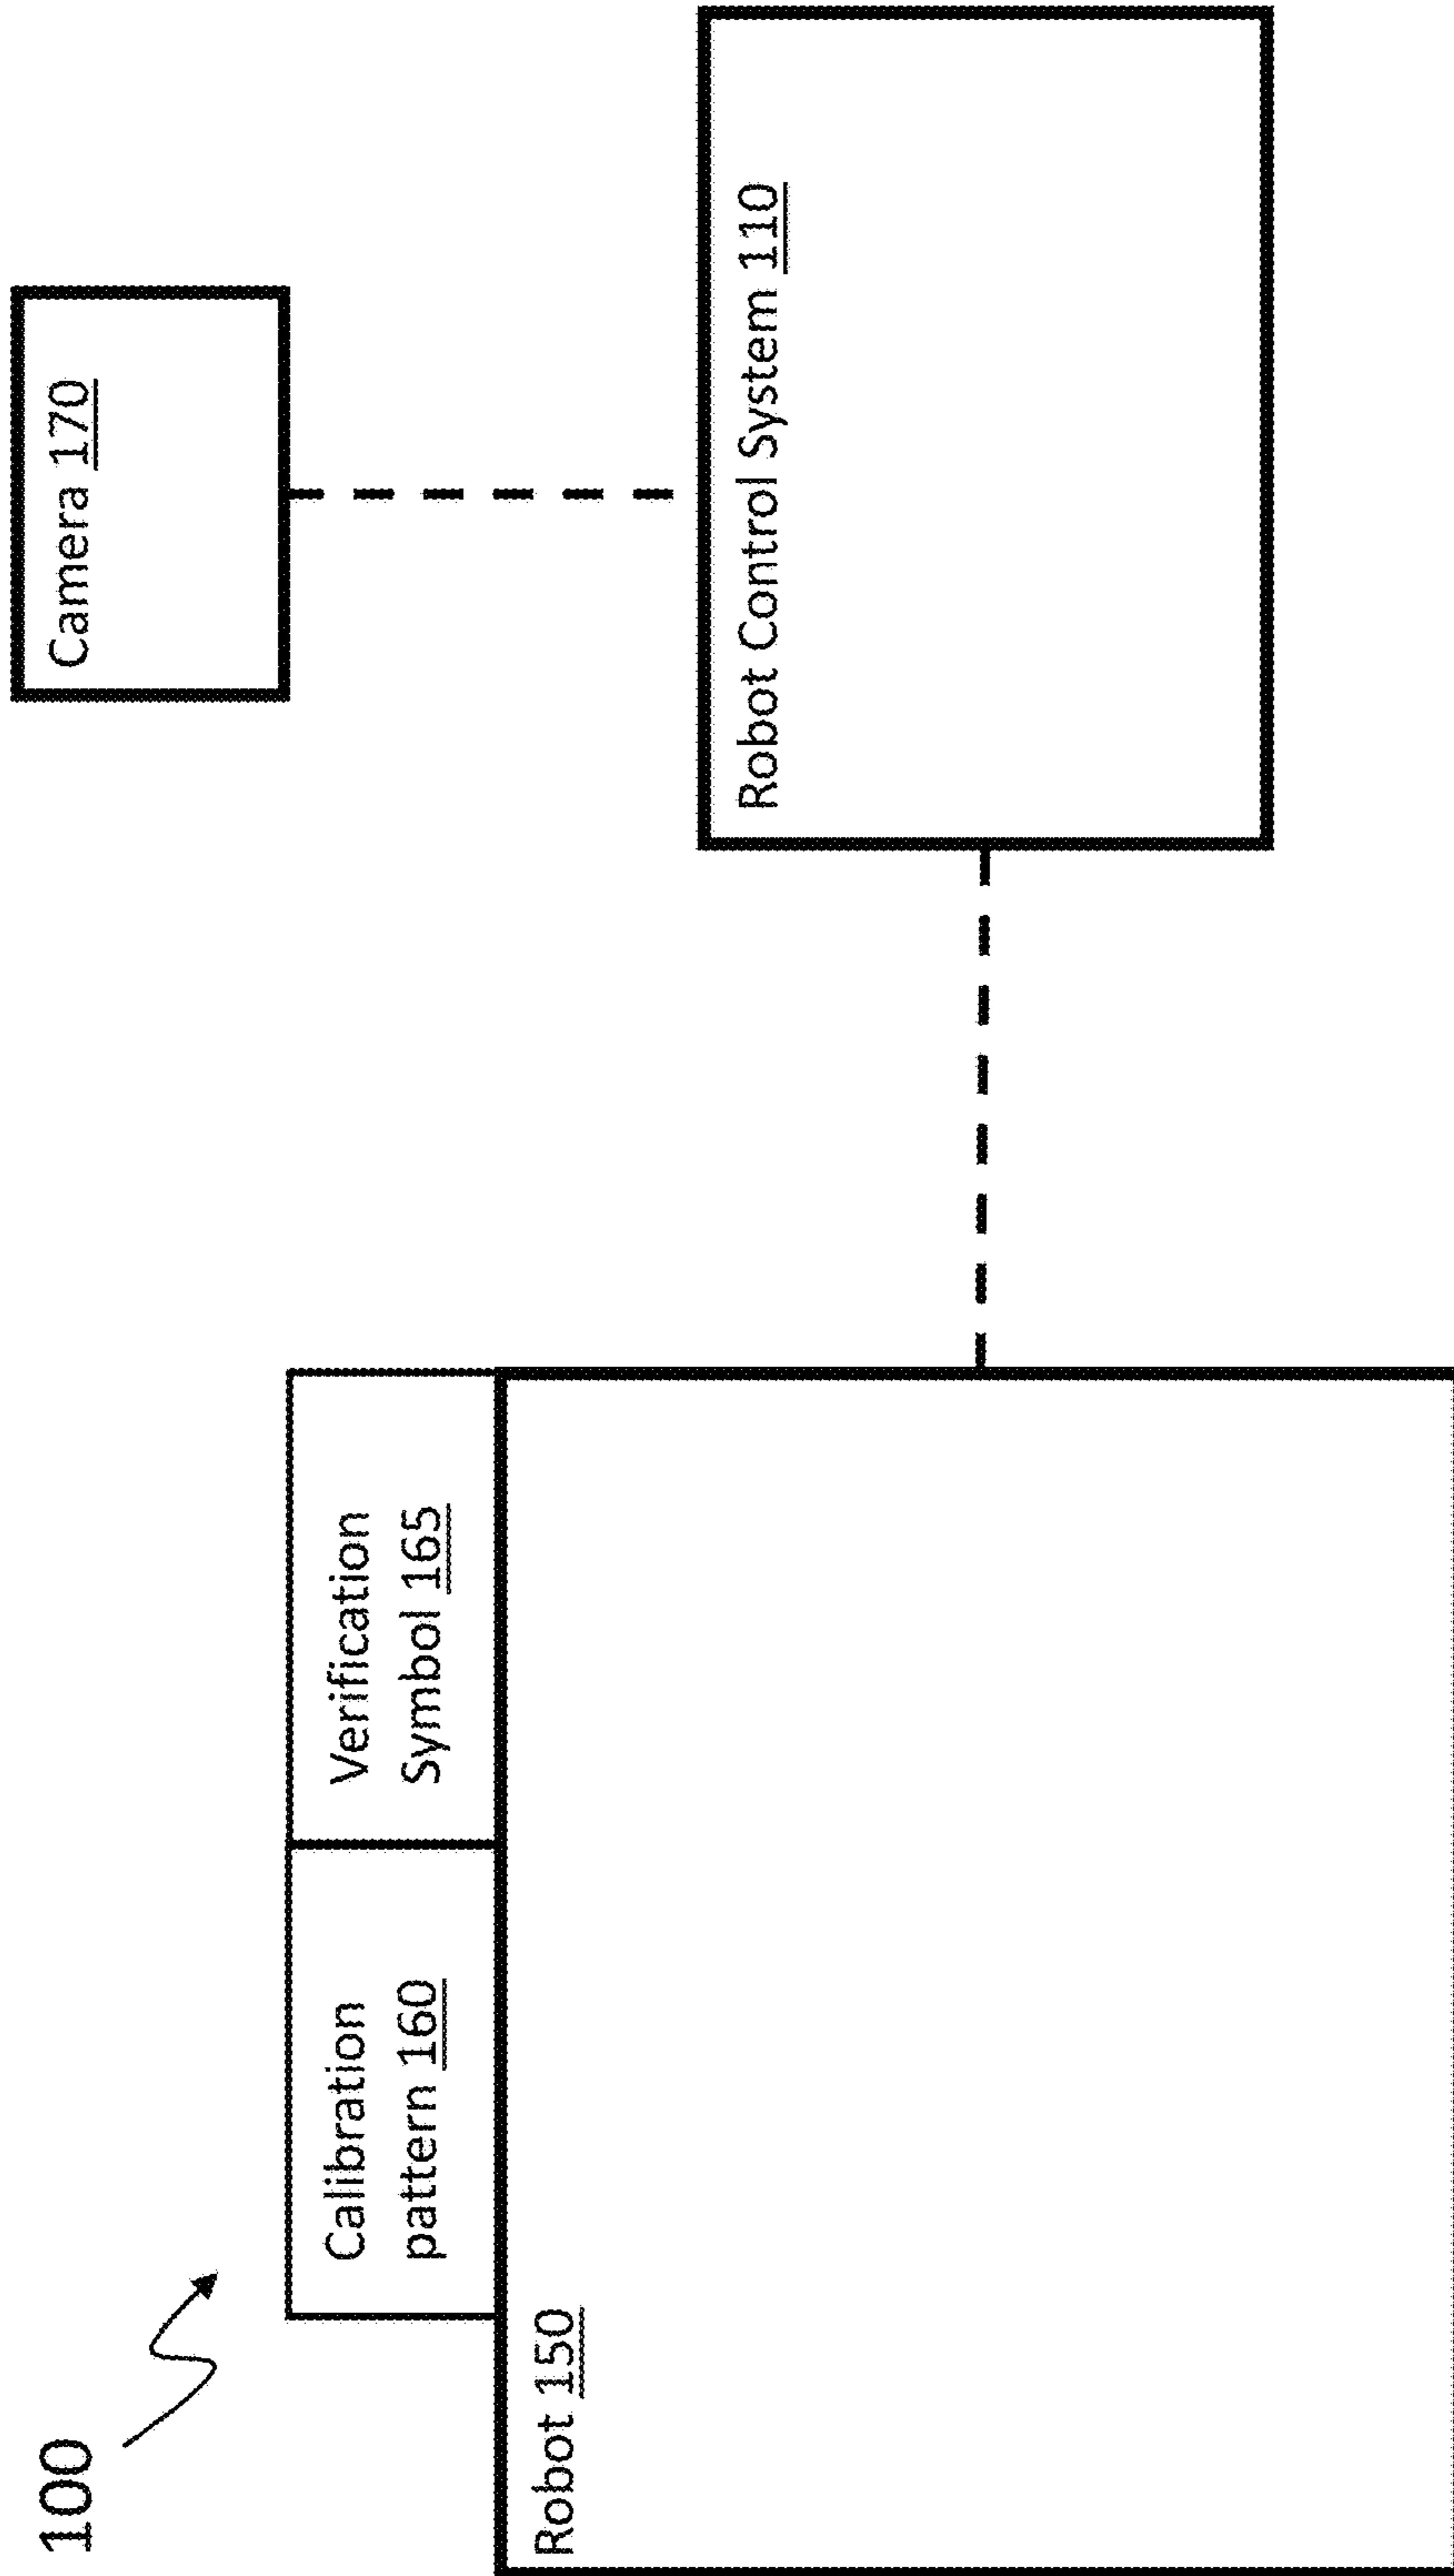 100
Calibration
pattern 160
Verification
Symbol 165
Robot 150
Camera 170
Robot Control System 110